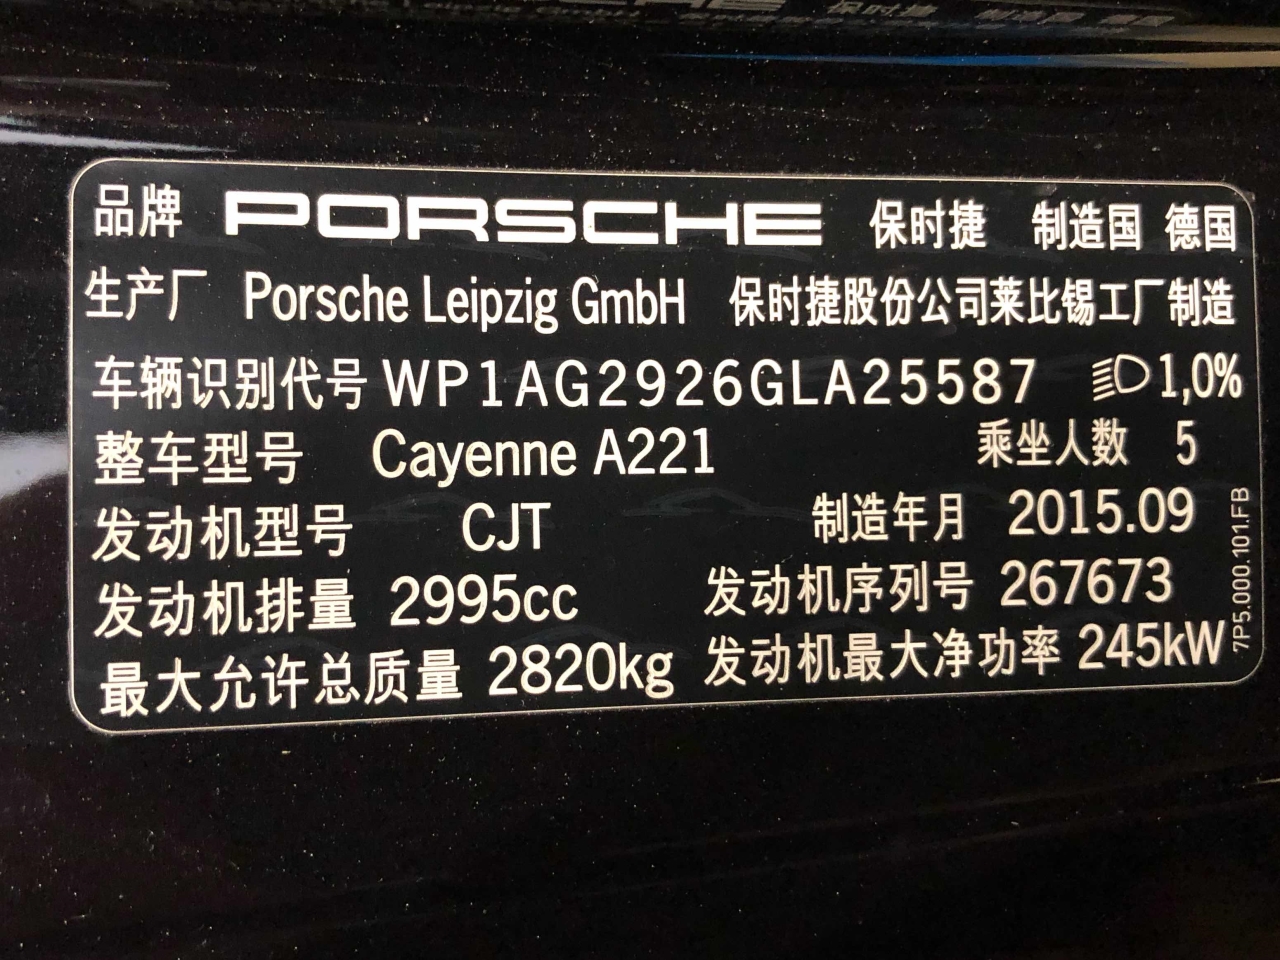 品牌 PORSCHE 保时捷 制造国 德国
生产厂 Porsche Leipzig GmbH 保时捷股份公司莱比锡工厂制造
车辆识别代号 WP1AG2926GLA25587 1,0%
整车型号 Cayenne A221 乘坐人数 5
发动机型号 CJT 制造年月 2015.09
发动机排量 2995cc 发动机序列号 267673
最大允许总质量 2820kg 发动机最大净功率 245kW
7P5.000.101.FB